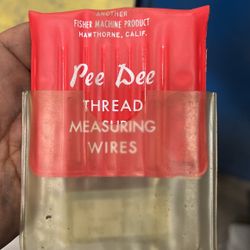 ANOTHER
FISHER MACHINE PRODUCT
HAWTHORNE, CALIF.
Pee Dee
THREAD
MEASURING
WIRES